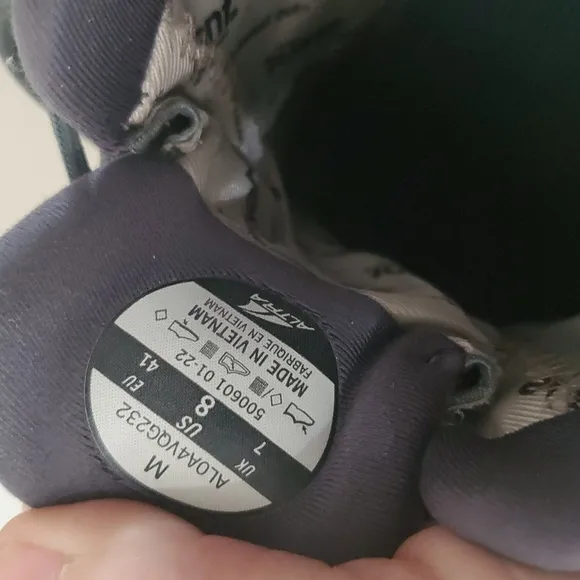 ALTRA
MADE IN VIETNAM
FABRIQUE EN VIETNAM
500601 01-22
EU US UK
41 8 7
M
AL0A4VQG232